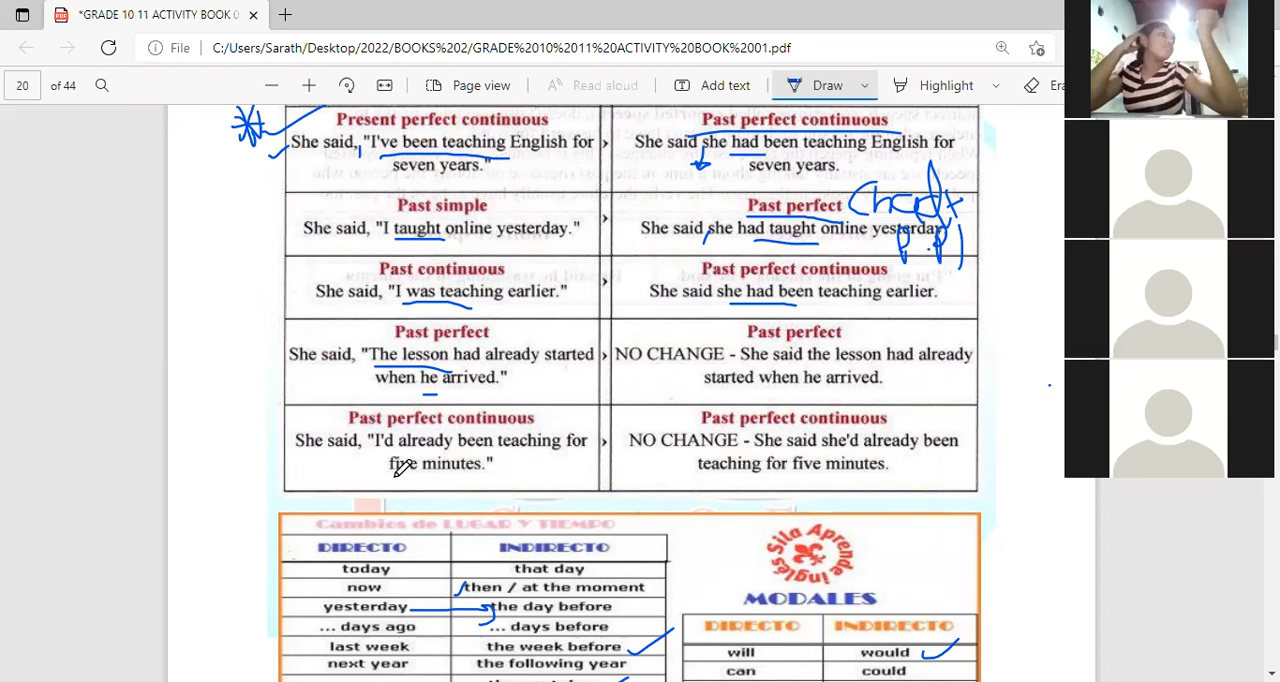 *GRADE 10 11 ACTIVITY BOOK 0
File C:/Users/Sarath/Desktop/2022/BOOKS%202/GRADE%2010%2011%20ACTIVITY%20BOOK%2001.pdf
20 of 44 Page view Read aloud Add text Draw Highlight Era
Present perfect continuous Past perfect continuous
She said, "I've been teaching English for > She said she had been teaching English for
seven years." seven years.
Past simple Past perfect (had+
She said, "I taught online yesterday." > She said, she had taught online yesterday.
P.P)
Past continuous Past perfect continuous
She said, "I was teaching earlier." > She said she had been teaching earlier.
Past perfect Past perfect
She said, "The lesson had already started > NO CHANGE - She said the lesson had already
when he arrived." started when he arrived.
Past perfect continuous Past perfect continuous
She said, "I'd already been teaching for > NO CHANGE - She said she'd already been
five minutes." teaching for five minutes.
Cambios de LUGAR Y TIEMPO
DIRECTO INDIRECTO
today that day
now then / at the moment
yesterday the day before
... days ago ... days before
last week the week before
next year the following year
Sila Aprende Inglés
MODALES
DIRECTO INDIRECTO
will would
can could